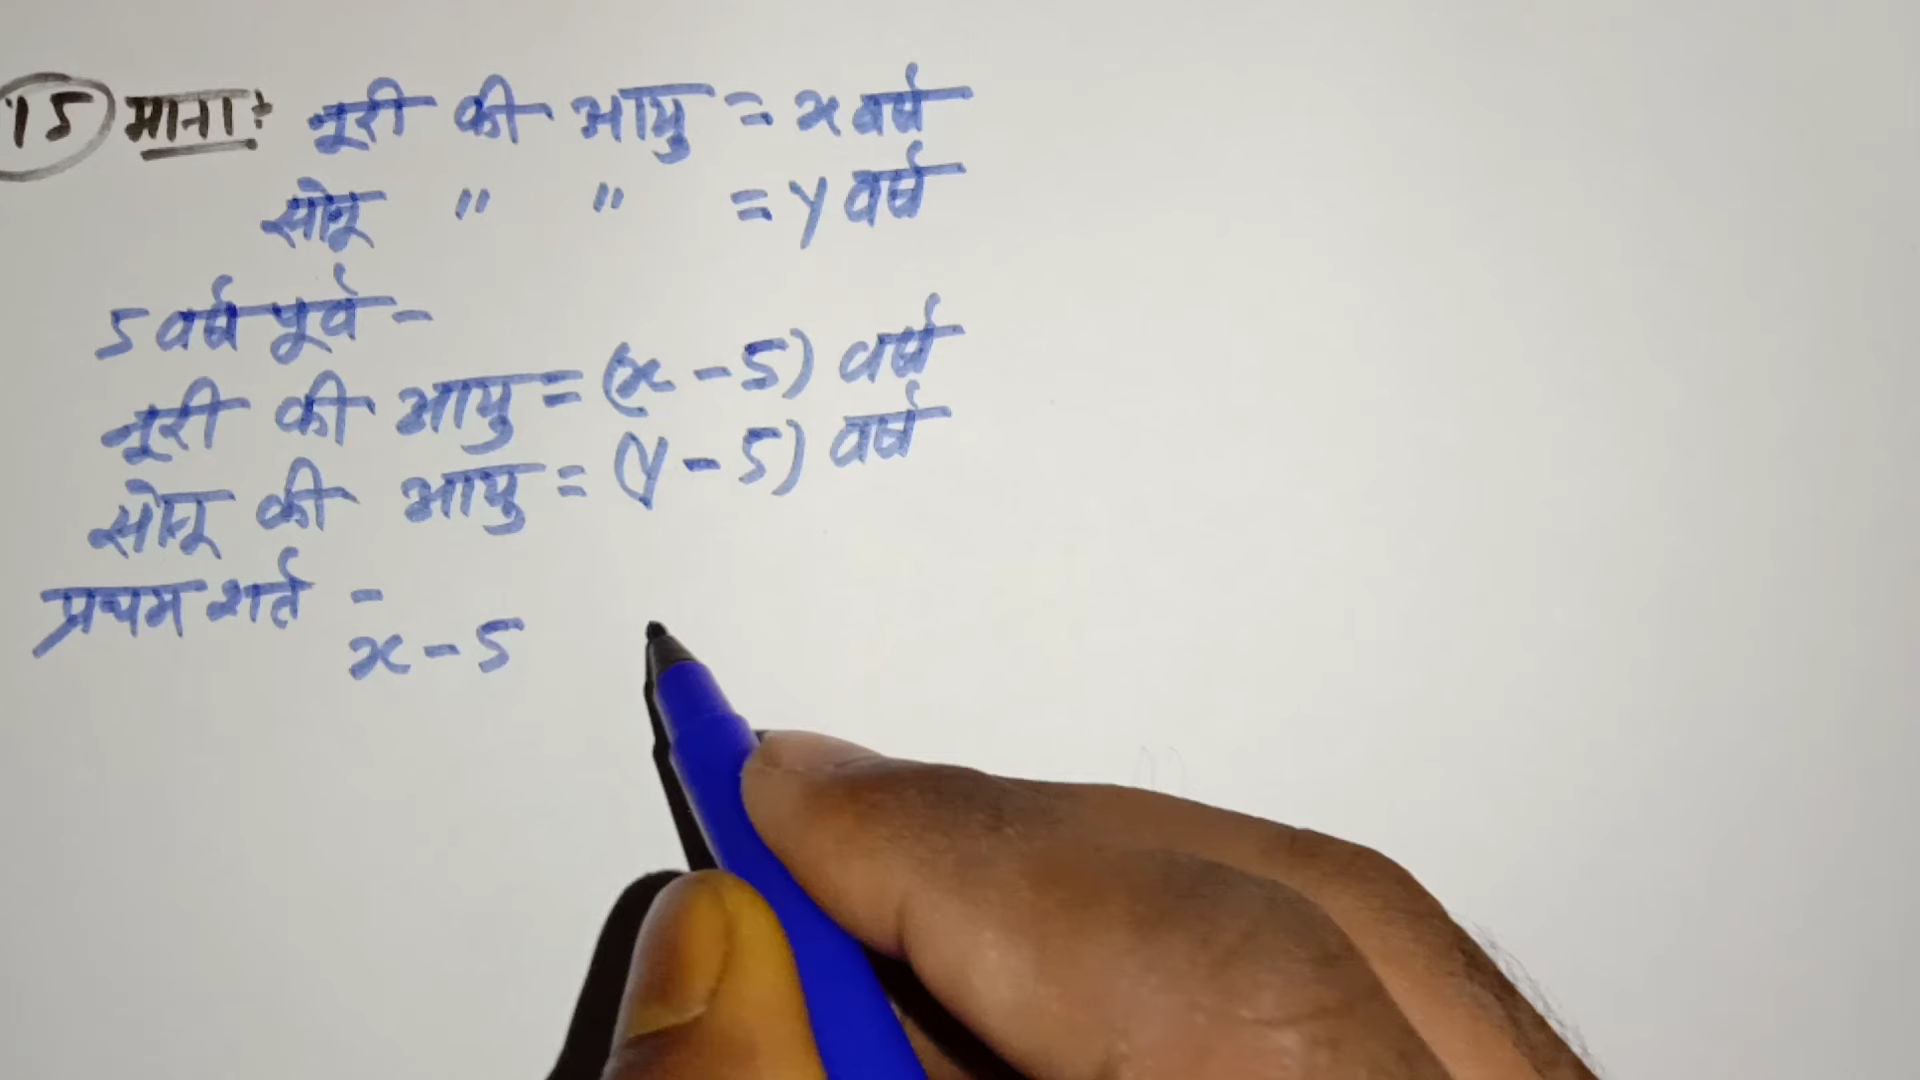 15 माना: नूरी की आयु = x वर्ष
सोनू " " = y वर्ष
5 वर्ष पूर्व -
नूरी की आयु = (x - 5) वर्ष
सोनू की आयु = (y - 5) वर्ष
प्रथम शर्त -
x - 5